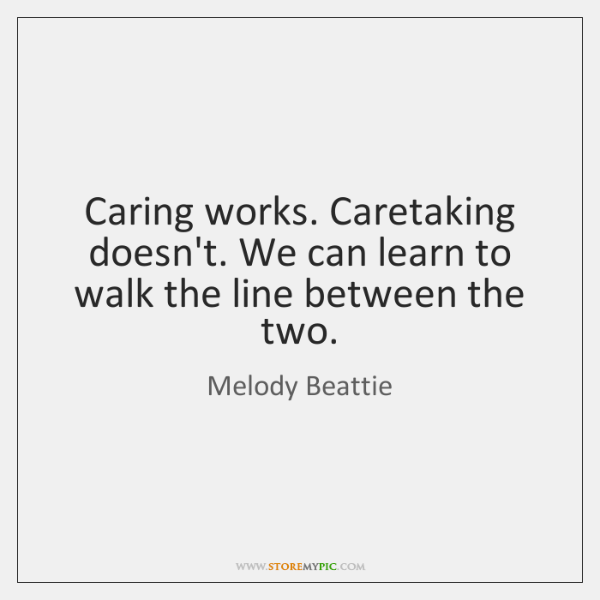 Caring works. Caretaking
doesn't. We can learn to
walk the line between the
two.
Melody Beattie
WWW.STOREMYPIC.COM